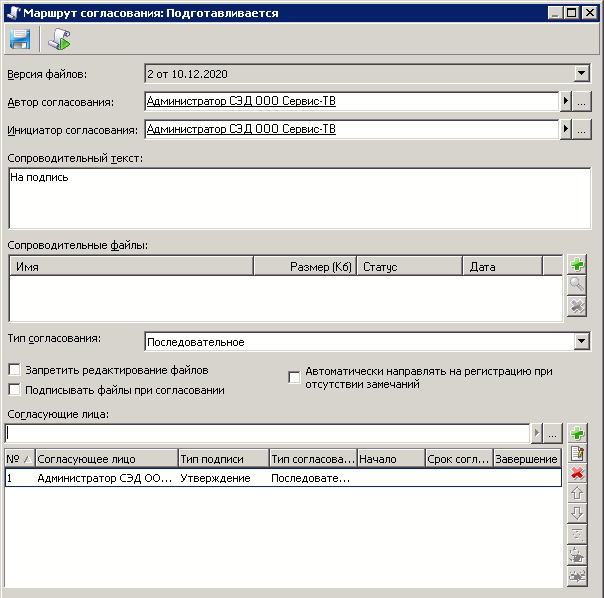 Маршрут согласования: Подготавливается
Версия файлов: 2 от 10.12.2020
Автор согласования: Администратор СЭД ООО Сервис-ТВ ...
Инициатор согласования: Администратор СЭД ООО Сервис-ТВ ...
Сопроводительный текст:
На подпись
Сопроводительные файлы:
Имя Размер (Кб) Статус Дата
Тип согласования: Последовательное
Запретить редактирование файлов
Подписывать файлы при согласовании
Автоматически направлять на регистрацию при
отсутствии замечаний
Согласующие лица:
...
№ Согласующее лицо Тип подписи Тип согласова... Начало Срок согл... Завершение
1 Администратор СЭД ОО... Утверждение Последовате...